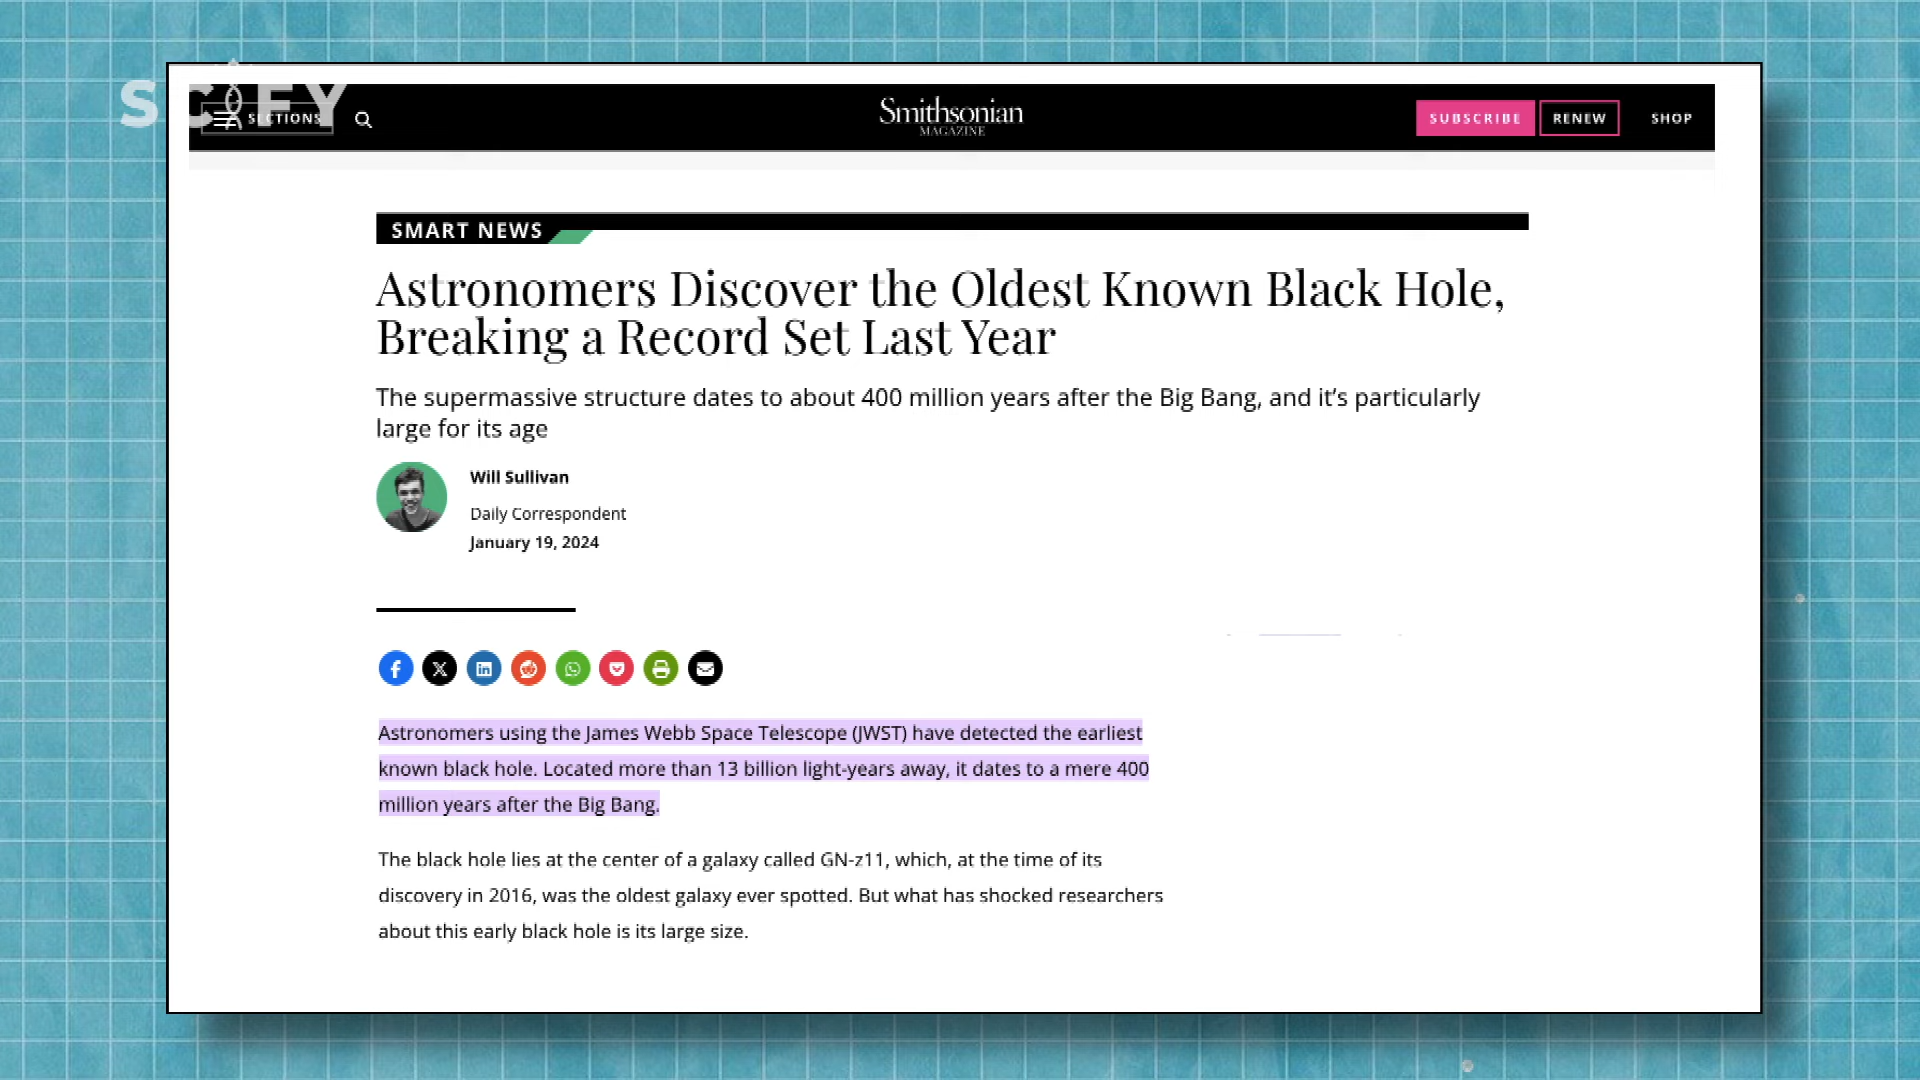 SCIFY
SECTIONS
Smithsonian
MAGAZINE
SUBSCRIBE
RENEW
SHOP
SMART NEWS
Astronomers Discover the Oldest Known Black Hole,
Breaking a Record Set Last Year
The supermassive structure dates to about 400 million years after the Big Bang, and it’s particularly
large for its age
Will Sullivan
Daily Correspondent
January 19, 2024
Astronomers using the James Webb Space Telescope (JWST) have detected the earliest
known black hole. Located more than 13 billion light-years away, it dates to a mere 400
million years after the Big Bang.
The black hole lies at the center of a galaxy called GN-z11, which, at the time of its
discovery in 2016, was the oldest galaxy ever spotted. But what has shocked researchers
about this early black hole is its large size.